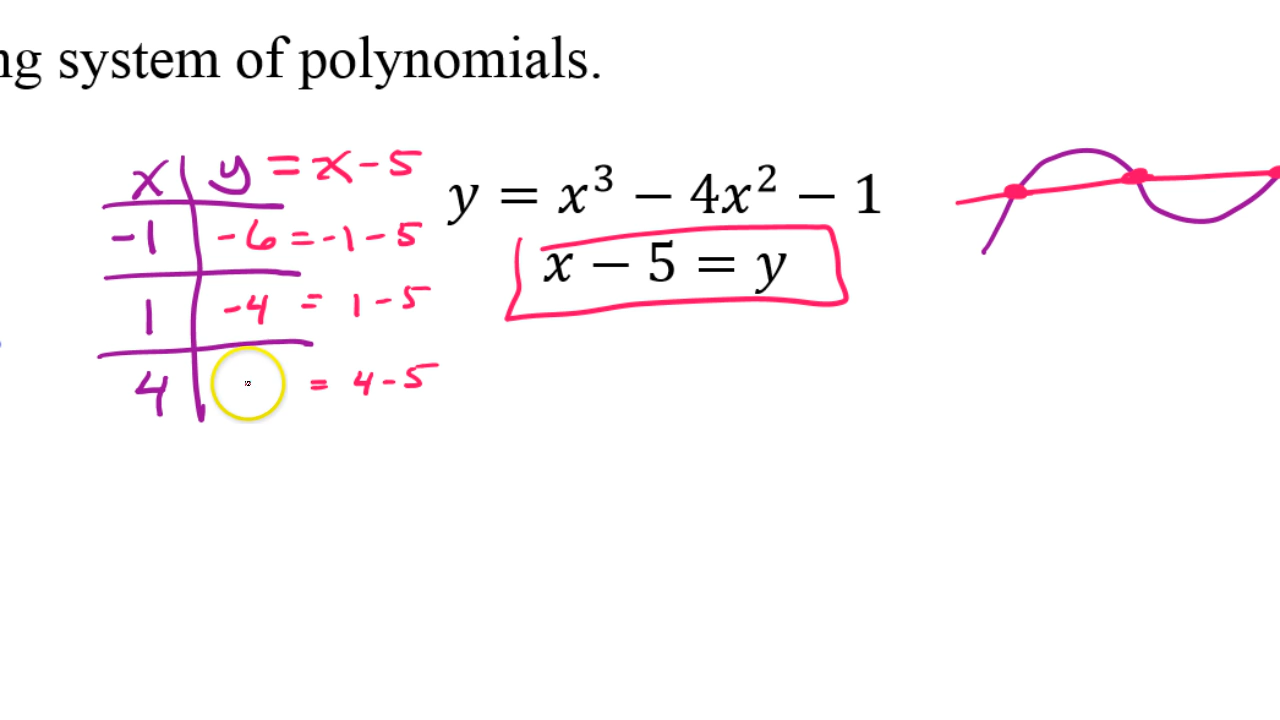 ng system of polynomials.
x | y = x - 5
-1 | -6 = -1 - 5
1 | -4 = 1 - 5
4 | = 4 - 5
y = x³ − 4x² − 1
x − 5 = y